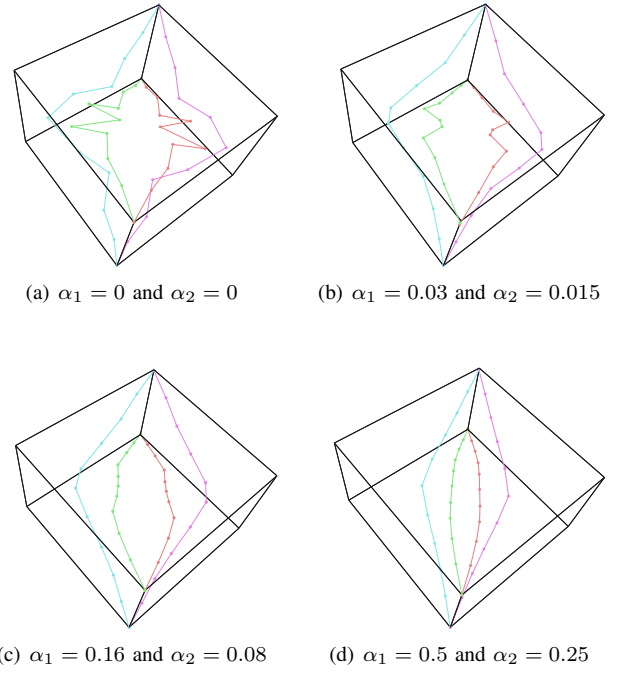 (a) α₁ = 0 and α₂ = 0
(b) α₁ = 0.03 and α₂ = 0.015
(c) α₁ = 0.16 and α₂ = 0.08
(d) α₁ = 0.5 and α₂ = 0.25